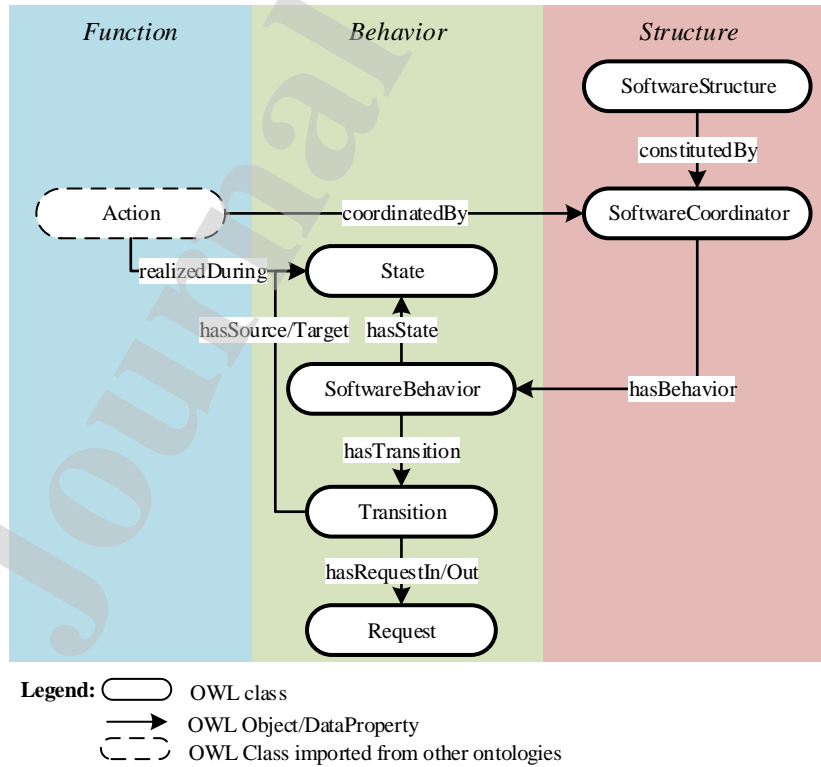 Function Behavior Structure
SoftwareStructure
constitutedBy
Action coordinatedBy SoftwareCoordinator
realizedDuring State
hasSource/Target hasState
SoftwareBehavior hasBehavior
hasTransition
Transition
hasRequestIn/Out
Request
Journal
Legend: OWL class
OWL Object/DataProperty
OWL Class imported from other ontologies